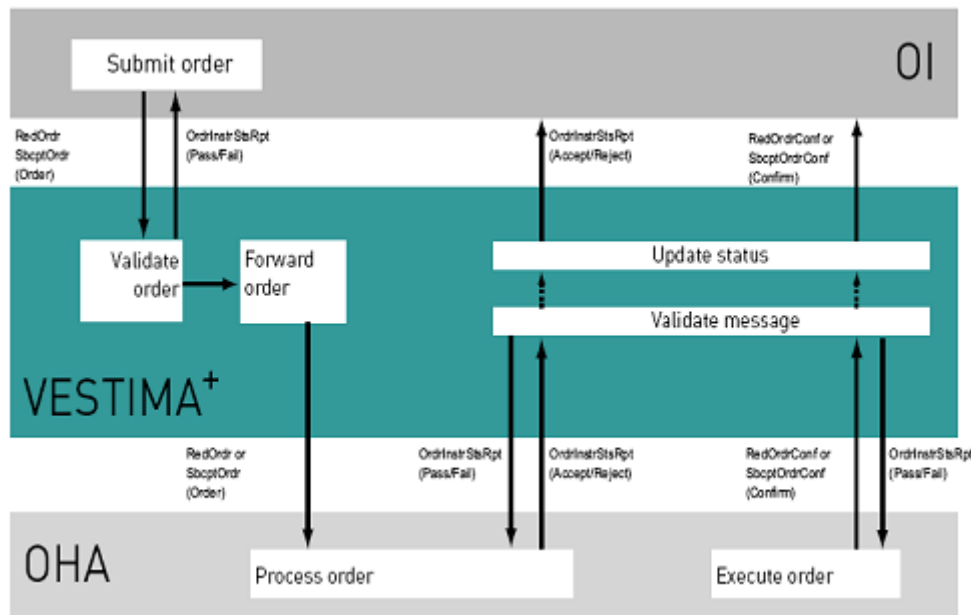 Submit order
OI
RedOrdr
SbcptOrdr
(Order)
OrdrInstrStsRpt
(Pass/Fail)
OrdrInstrStsRpt
(Accept/Reject)
RedOrdrConf or
SbcptOrdrConf
(Confirm)
Validate
order
Forward
order
Update status
Validate message
VESTIMA+
RedOrdr or
SbcptOrdr
(Order)
OrdrInstrStsRpt
(Pass/Fail)
OrdrInstrStsRpt
(Accept/Reject)
RedOrdrConf or
SbcptOrdrConf
(Confirm)
OrdrInstrStsRpt
(Pass/Fail)
OHA
Process order
Execute order